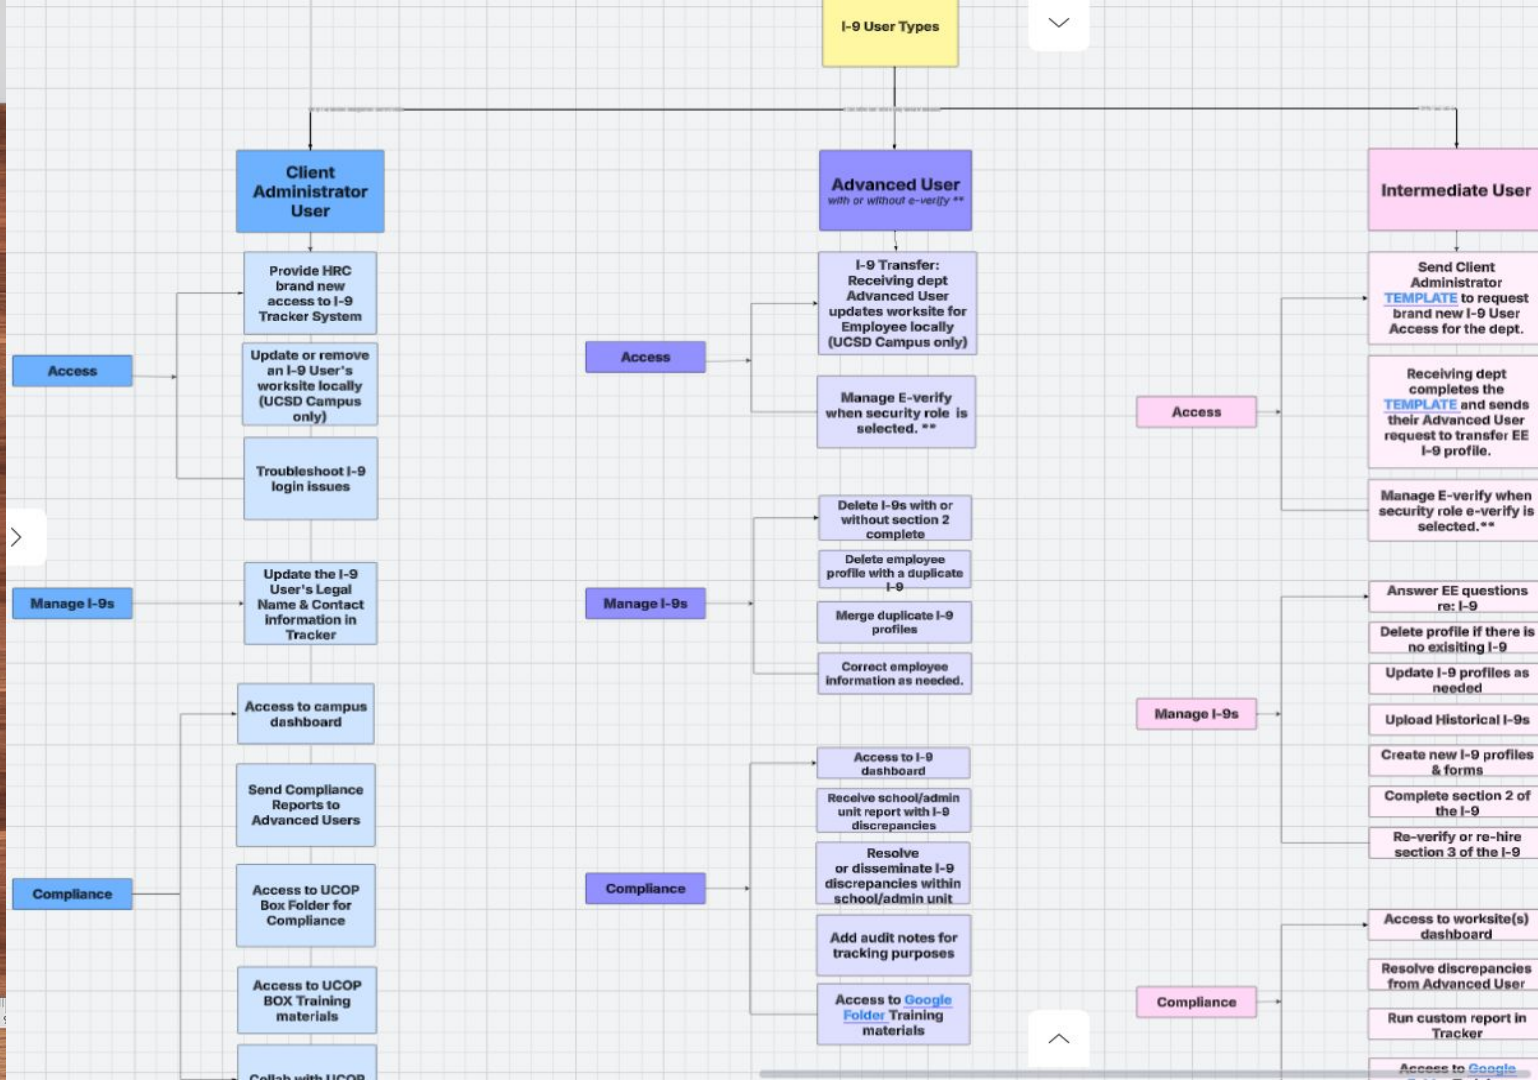 I-9 User Types
Client
Administrator
User
Provide HRC
brand new
access to I-9
Tracker System
Update or remove
an I-9 User's
worksite locally
(UCSD Campus
only)
Troubleshoot I-9
login issues
Access
Manage I-9s
Update the I-9
User's Legal
Name & Contact
information in
Tracker
Access to campus
dashboard
Send Compliance
Reports to
Advanced Users
Compliance
Access to UCOP
Box Folder for
Compliance
Access to UCOP
BOX Training
materials
Collab with UCOP
Advanced User
with or without e-verify **
I-9 Transfer:
Receiving dept
Advanced User
updates worksite for
Employee locally
(UCSD Campus only)
Access
Manage E-verify
when security role is
selected. **
Delete I-9s with or
without section 2
complete
Delete employee
profile with a duplicate
I-9
Manage I-9s
Merge duplicate I-9
profiles
Correct employee
information as needed.
Access to I-9
dashboard
Receive school/admin
unit report with I-9
discrepancies
Compliance
Resolve
or disseminate I-9
discrepancies within
school/admin unit
Add audit notes for
tracking purposes
Access to Google
Folder Training
materials
Intermediate User
Send Client
Administrator
TEMPLATE to request
brand new I-9 User
Access for the dept.
Access
Receiving dept
completes the
TEMPLATE and sends
their Advanced User
request to transfer EE
I-9 profile.
Manage E-verify when
security role e-verify is
selected.**
Answer EE questions
re: I-9
Delete profile if there is
no exisiting I-9
Update I-9 profiles as
needed
Manage I-9s
Upload Historical I-9s
Create new I-9 profiles
& forms
Complete section 2 of
the I-9
Re-verify or re-hire
section 3 of the I-9
Access to worksite(s)
dashboard
Resolve discrepancies
from Advanced User
Compliance
Run custom report in
Tracker
Access to Google